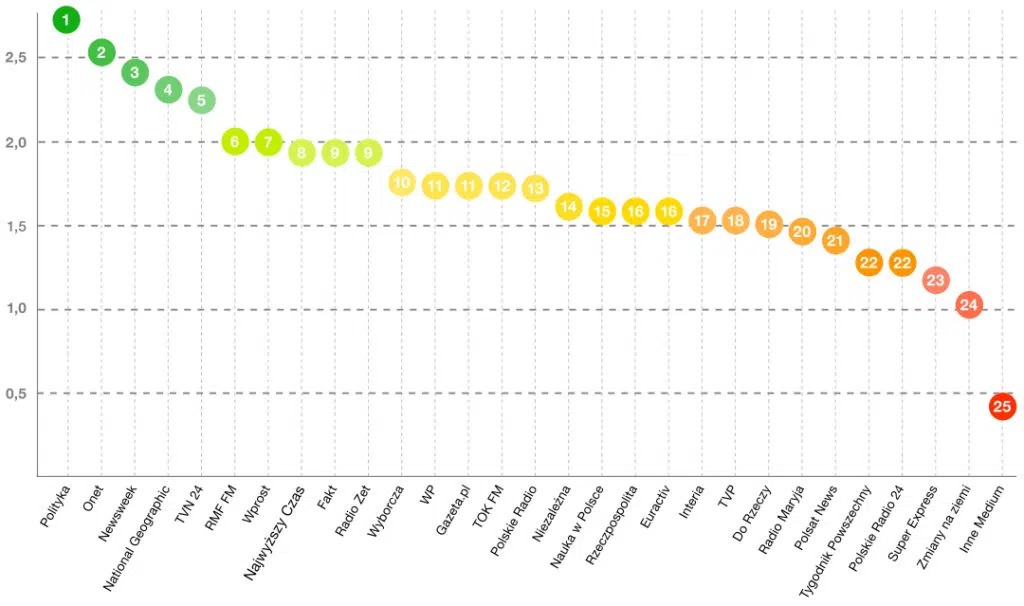 1
2
2,5
3
4
5
6
7
2,0
8
9
9
10
11
11
12
13
14
15
16
16
17
18
19
1,5
20
21
22
22
23
24
1,0
0,5
25
Polityka
Onet
Newsweek
National Geographic
TVN 24
RMF FM
Wprost
Najwyższy Czas
Fakt
Radio Zet
Wyborcza
WP
Gazeta.pl
TOK FM
Polskie Radio
Niezależna
Nauka w Polsce
Rzeczpospolita
Euractiv
Interia
TVP
Do Rzeczy
Radio Maryja
Polsat News
Tygodnik Powszechny
Polskie Radio 24
Super Express
Zmiany na ziemi
Inne Medium